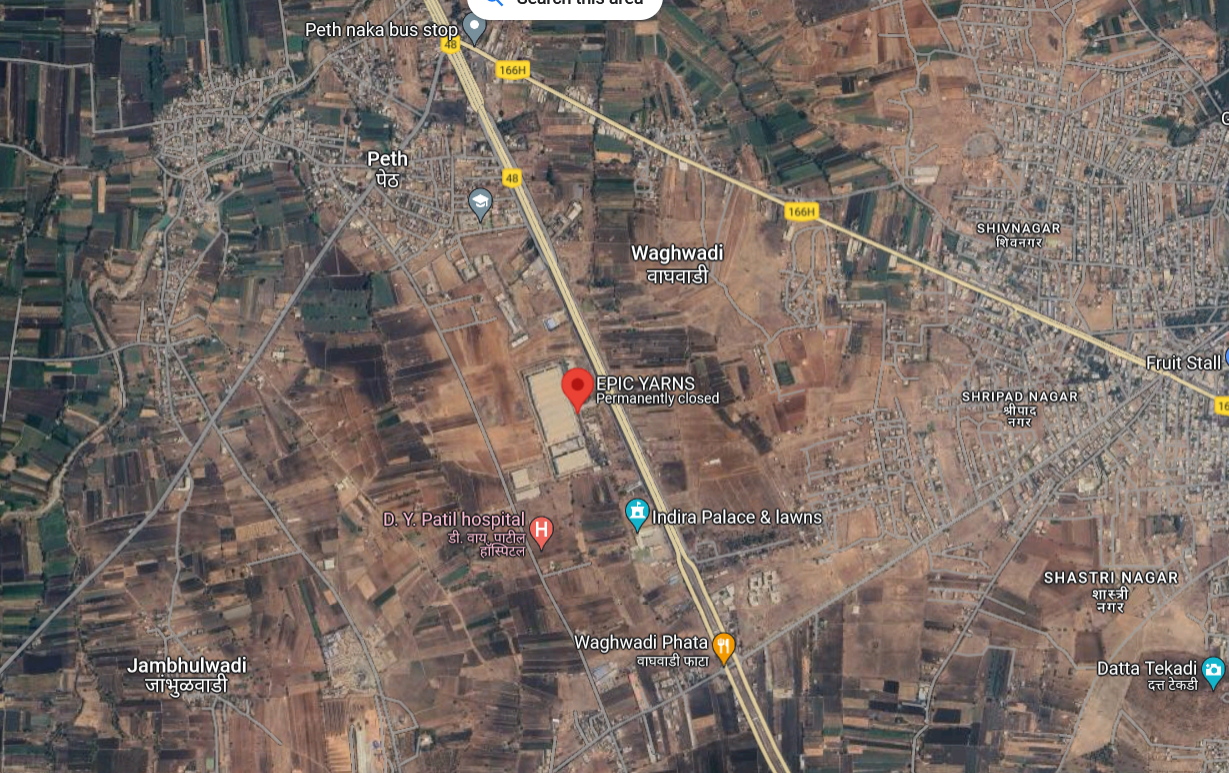 Search this area
Peth naka bus stop
48
166H
G
Peth
पेठ
48
166H
SHIVNAGAR
शिवनगर
Waghwadi
वाघवाडी
Fruit Stall
EPIC YARNS
Permanently closed
SHRIPAD NAGAR
श्रीपाद
नगर
16
D. Y. Patil hospital
डी. वाय. पाटील
हॉस्पिटल
H
Indira Palace & lawns
SHASTRI NAGAR
शास्त्री
नगर
Waghwadi Phata
वाघवाडी फाटा
Jambhulwadi
जांभुळवाडी
Datta Tekadi
दत्त टेकडी